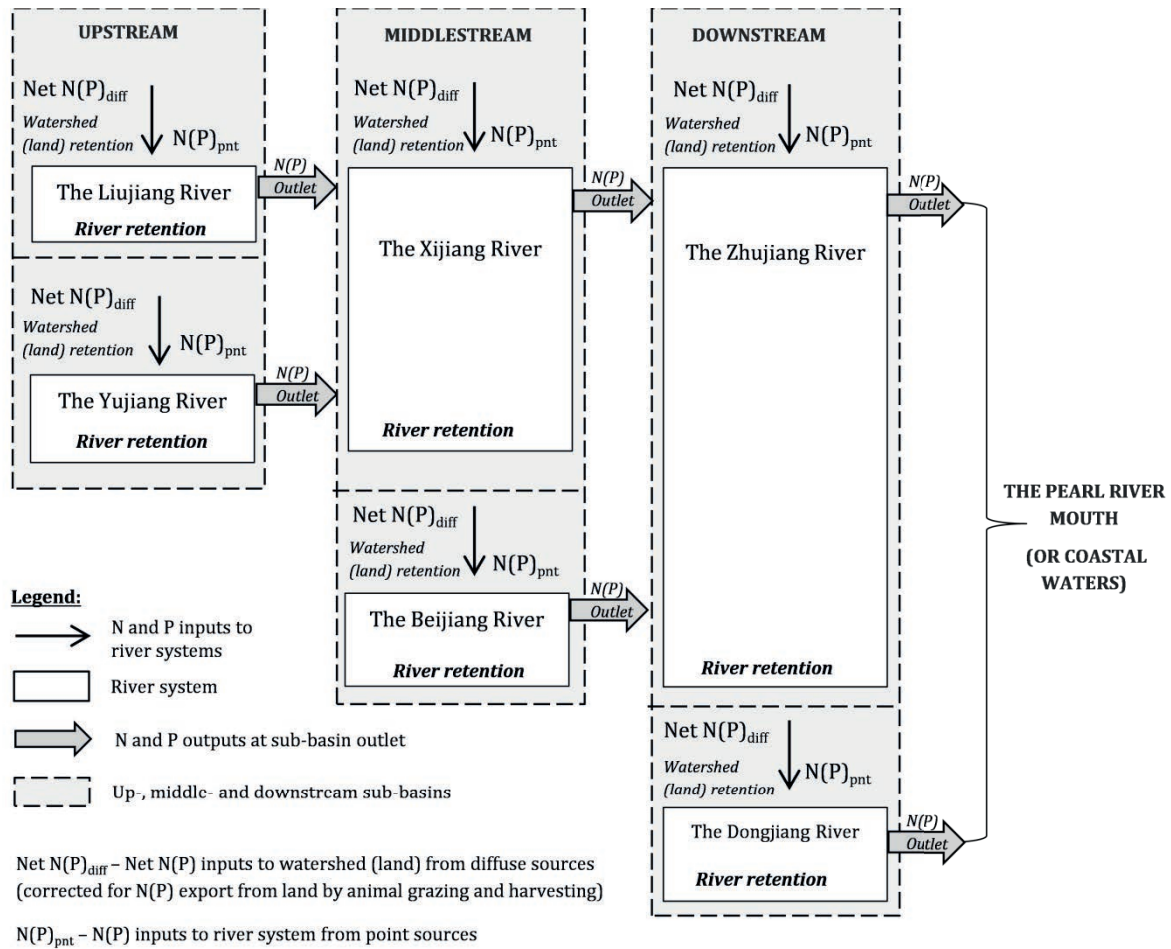 UPSTREAM
Net N(P)diff
Watershed
(land) retention
N(P)pnt
The Liujiang River
River retention
N(P)
Outlet
Net N(P)diff
Watershed
(land) retention
N(P)pnt
The Yujiang River
River retention
N(P)
Outlet
MIDDLESTREAM
Net N(P)diff
Watershed
(land) retention
N(P)pnt
The Xijiang River
River retention
N(P)
Outlet
Net N(P)diff
Watershed
(land) retention
N(P)pnt
The Beijiang River
River retention
N(P)
Outlet
DOWNSTREAM
Net N(P)diff
Watershed
(land) retention
N(P)pnt
The Zhujiang River
River retention
N(P)
Outlet
Net N(P)diff
Watershed
(land) retention
N(P)pnt
The Dongjiang River
River retention
N(P)
Outlet
THE PEARL RIVER
MOUTH
(OR COASTAL
WATERS)
Legend:
N and P inputs to
river systems
River system
N and P outputs at sub-basin outlet
Up-, middle- and downstream sub-basins
Net N(P)diff – Net N(P) inputs to watershed (land) from diffuse sources
(corrected for N(P) export from land by animal grazing and harvesting)
N(P)pnt – N(P) inputs to river system from point sources